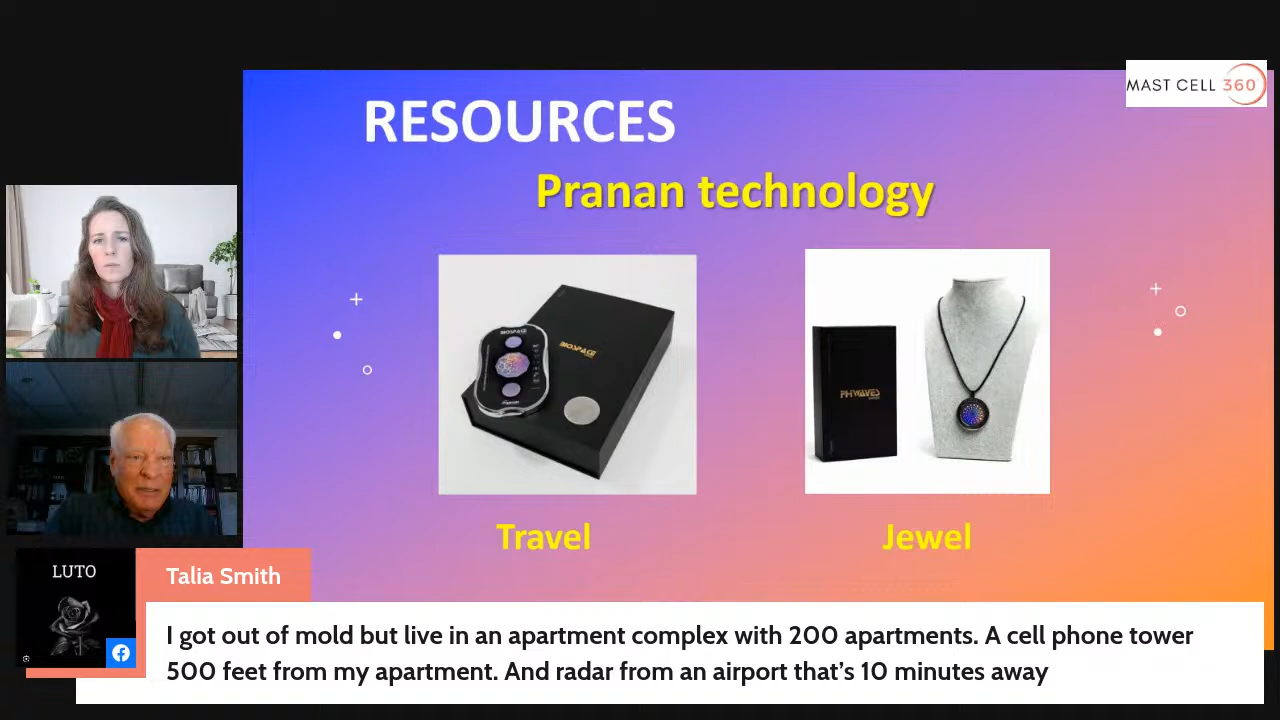 MAST CELL 360
RESOURCES
Pranan technology
BIOSPACE
BIOSPACE
PHWAVES
Travel
Jewel
LUTO
Talia Smith
I got out of mold but live in an apartment complex with 200 apartments. A cell phone tower
500 feet from my apartment. And radar from an airport that's 10 minutes away